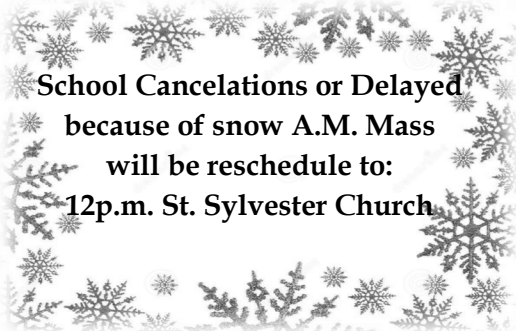 School Cancelations or Delayed
because of snow A.M. Mass
will be reschedule to:
12p.m. St. Sylvester Church